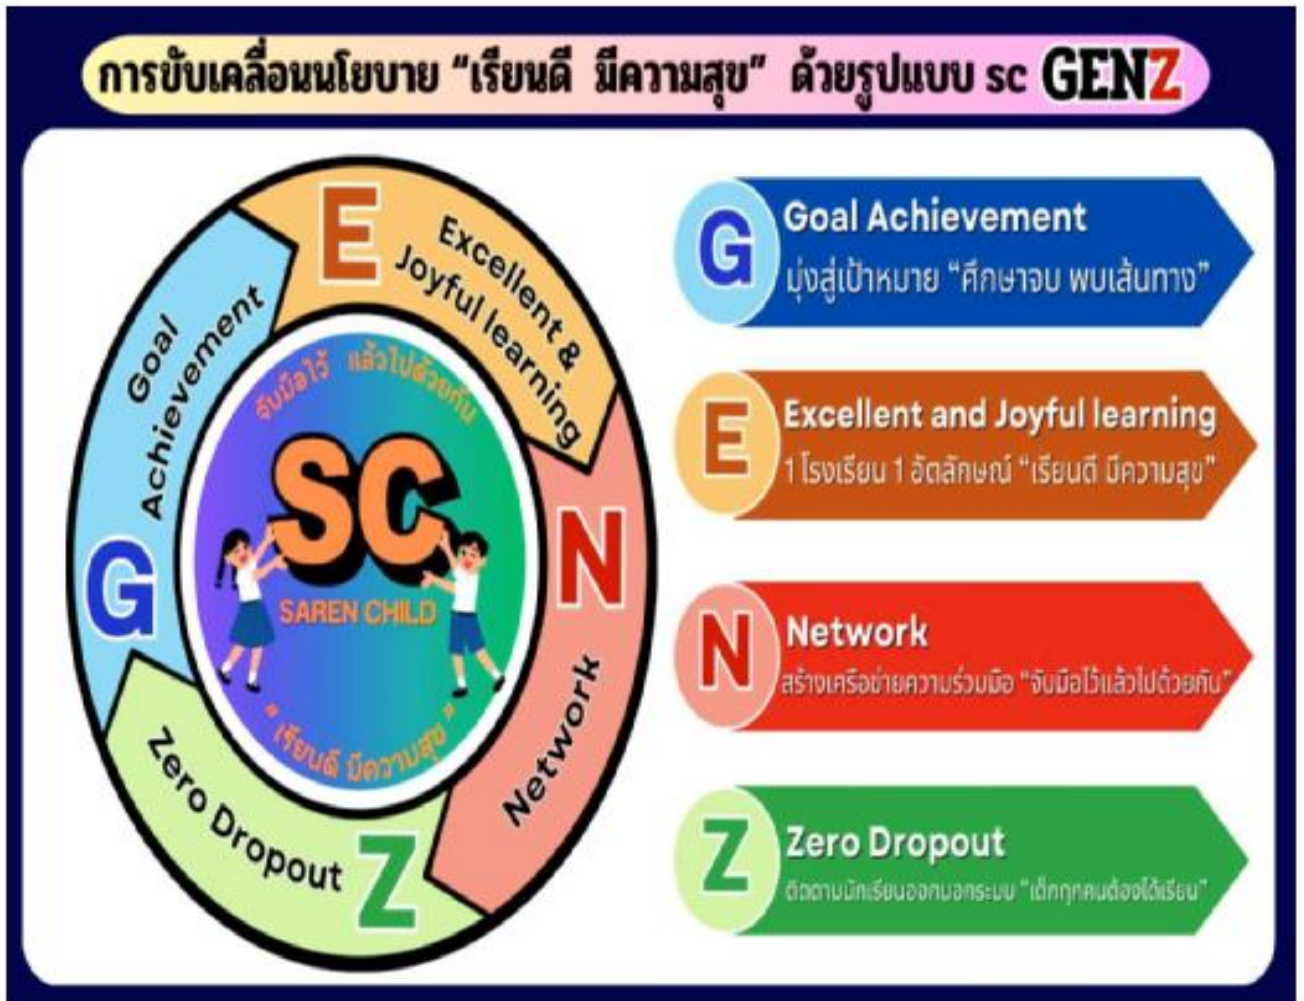 การขับเคลื่อนนโยบาย “เรียนดี มีความสุข” ด้วยรูปแบบ sc GENZ
E
Excellent &
Joyful learning
Goal
Achievement
G
N
Network
Zero Dropout
Z
จับมือไว้ แล้วไปด้วยกัน
SC
SAREN CHILD
“เรียนดี มีความสุข”
G
Goal Achievement
มุ่งสู่เป้าหมาย “ศึกษาจบ พบเส้นทาง”
E
Excellent and Joyful learning
1 โรงเรียน 1 อัตลักษณ์ “เรียนดี มีความสุข”
N
Network
สร้างเครือข่ายความร่วมมือ “จับมือไว้แล้วไปด้วยกัน”
Z
Zero Dropout
ติดตามนักเรียนออกนอกระบบ “เด็กทุกคนต้องได้เรียน”